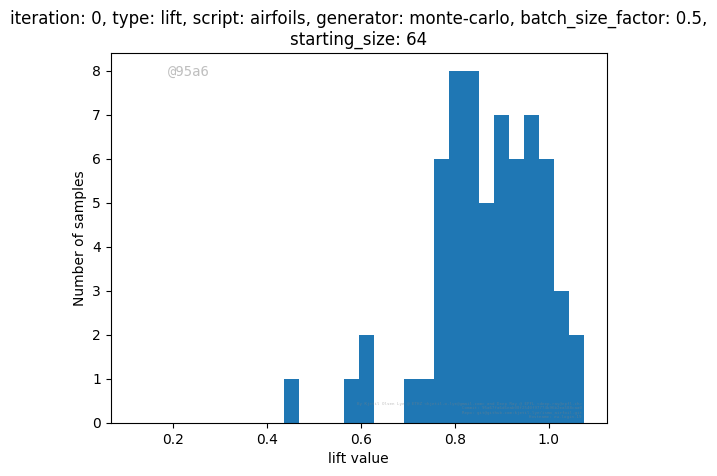 iteration: 0, type: lift, script: airfoils, generator: monte-carlo, batch_size_factor: 0.5,
starting_size: 64
@95a6
8
7
6
5
4
3
2
1
0
Number of samples
0.2 0.4 0.6 0.8 1.0
lift value